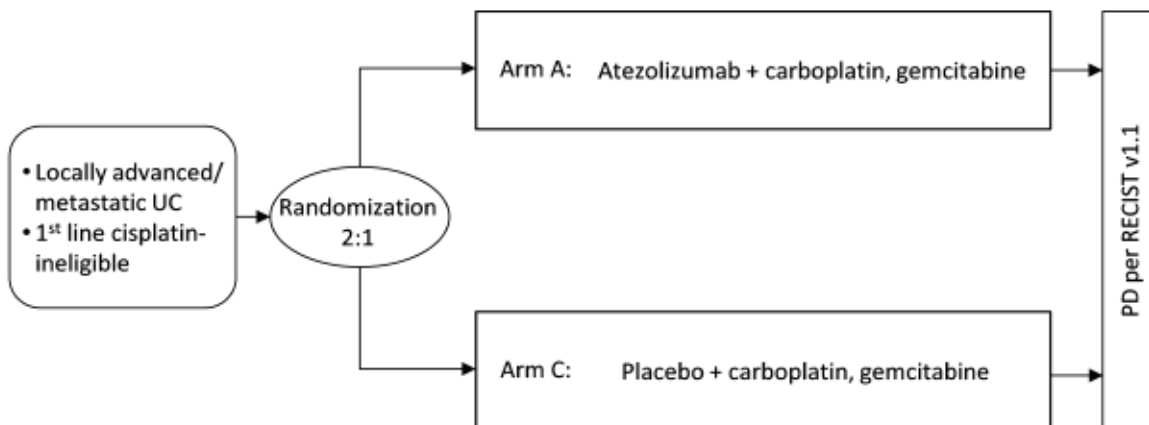 • Locally advanced/
metastatic UC
• 1st line cisplatin-
ineligible
Randomization
2:1
Arm A: Atezolizumab + carboplatin, gemcitabine
Arm C: Placebo + carboplatin, gemcitabine
PD per RECIST v1.1